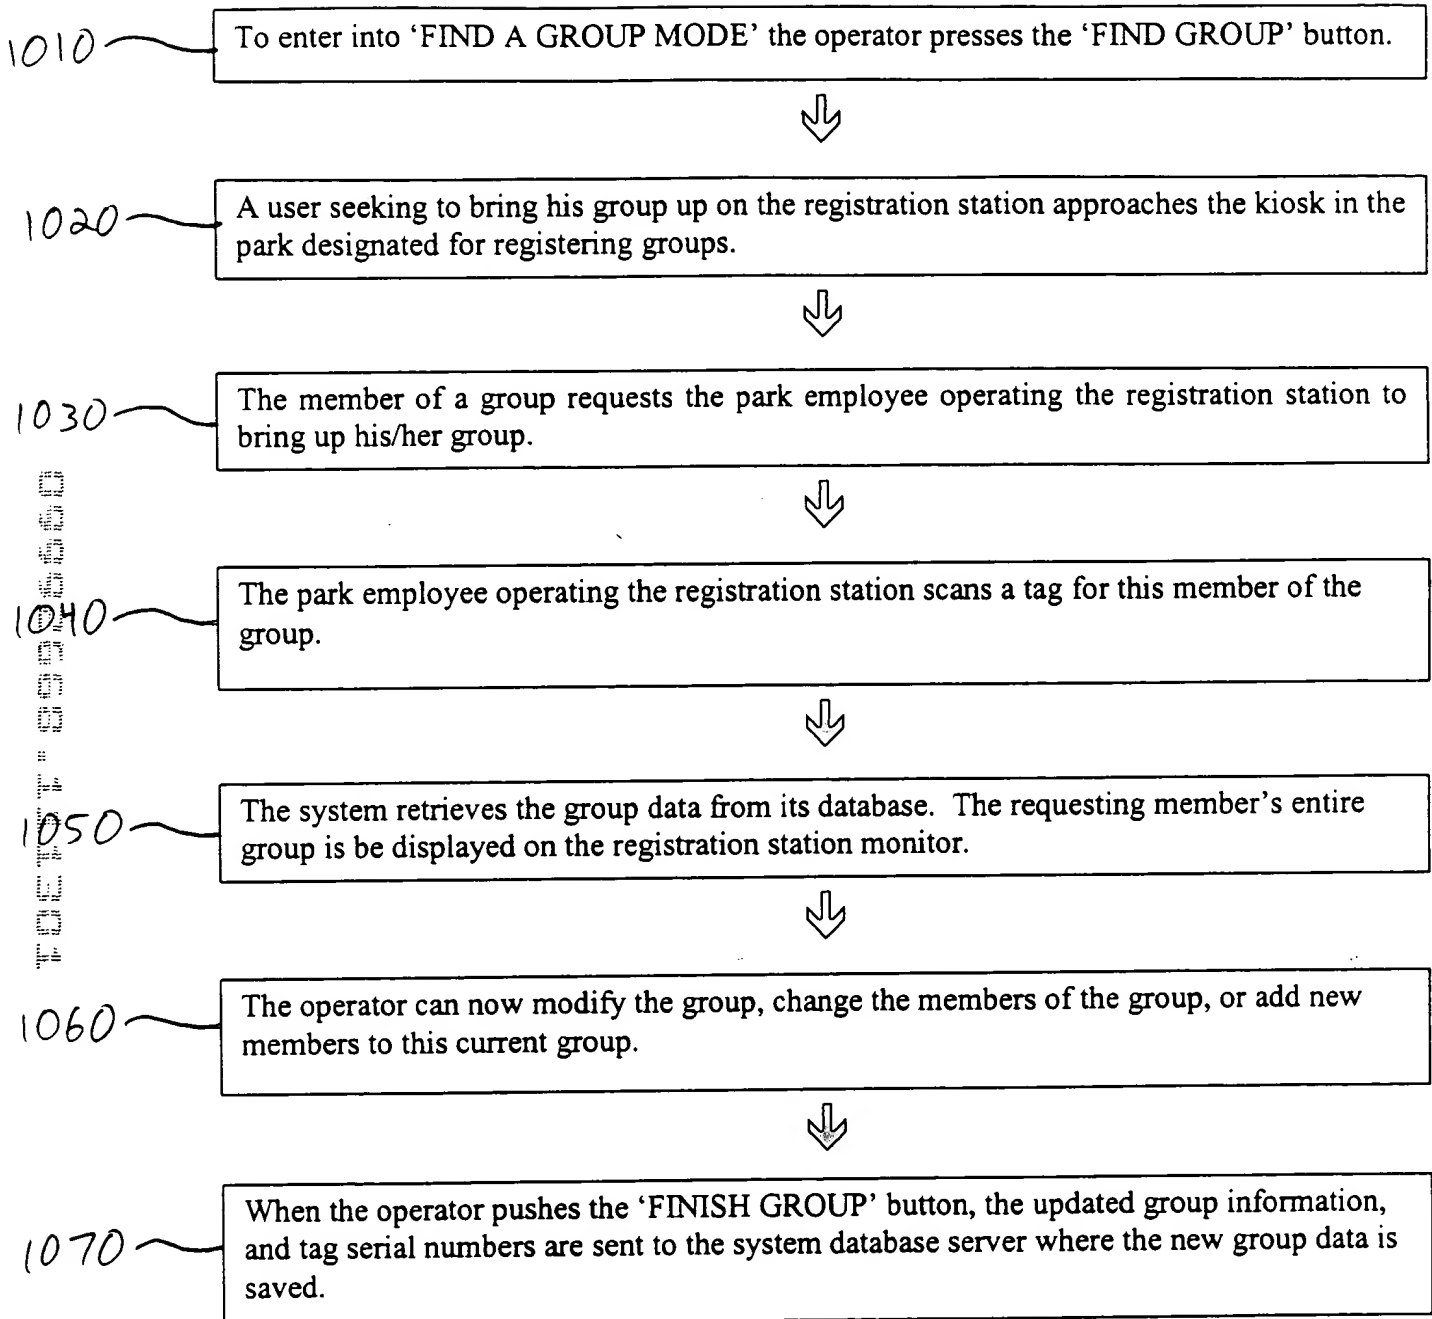 1010
To enter into ‘FIND A GROUP MODE’ the operator presses the ‘FIND GROUP’ button.
1020
A user seeking to bring his group up on the registration station approaches the kiosk in the
park designated for registering groups.
1030
The member of a group requests the park employee operating the registration station to
bring up his/her group.
1040
The park employee operating the registration station scans a tag for this member of the
group.
1050
The system retrieves the group data from its database. The requesting member’s entire
group is be displayed on the registration station monitor.
1060
The operator can now modify the group, change the members of the group, or add new
members to this current group.
1070
When the operator pushes the ‘FINISH GROUP’ button, the updated group information,
and tag serial numbers are sent to the system database server where the new group data is
saved.